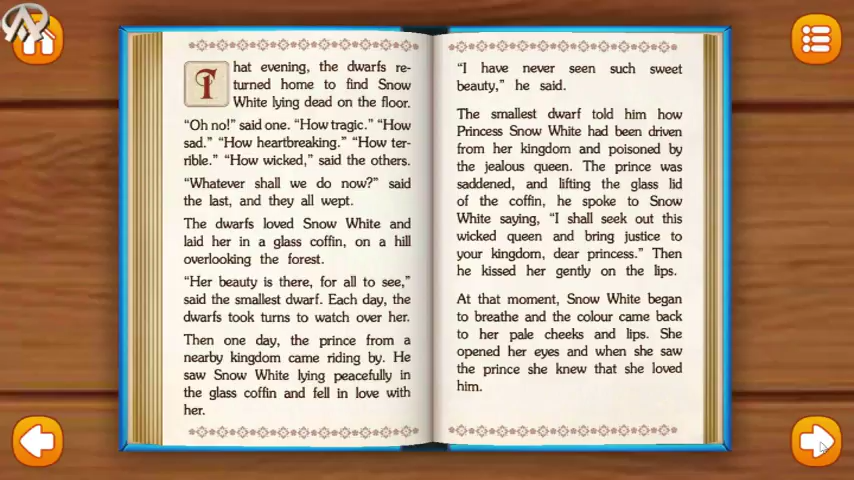 That evening, the dwarfs re-
turned home to find Snow
White lying dead on the floor.
“Oh no!” said one. “How tragic.” “How
sad.” “How heartbreaking.” “How ter-
rible.” “How wicked,” said the others.
“Whatever shall we do now?” said
the last, and they all wept.
The dwarfs loved Snow White and
laid her in a glass coffin, on a hill
overlooking the forest.
“Her beauty is there, for all to see,”
said the smallest dwarf. Each day, the
dwarfs took turns to watch over her.
Then one day, the prince from a
nearby kingdom came riding by. He
saw Snow White lying peacefully in
the glass coffin and fell in love with
her.
“I have never seen such sweet
beauty,” he said.
The smallest dwarf told him how
Princess Snow White had been driven
from her kingdom and poisoned by
the jealous queen. The prince was
saddened, and lifting the glass lid
of the coffin, he spoke to Snow
White saying, “I shall seek out this
wicked queen and bring justice to
your kingdom, dear princess.” Then
he kissed her gently on the lips.
At that moment, Snow White began
to breathe and the colour came back
to her pale cheeks and lips. She
opened her eyes and when she saw
the prince she knew that she loved
him.